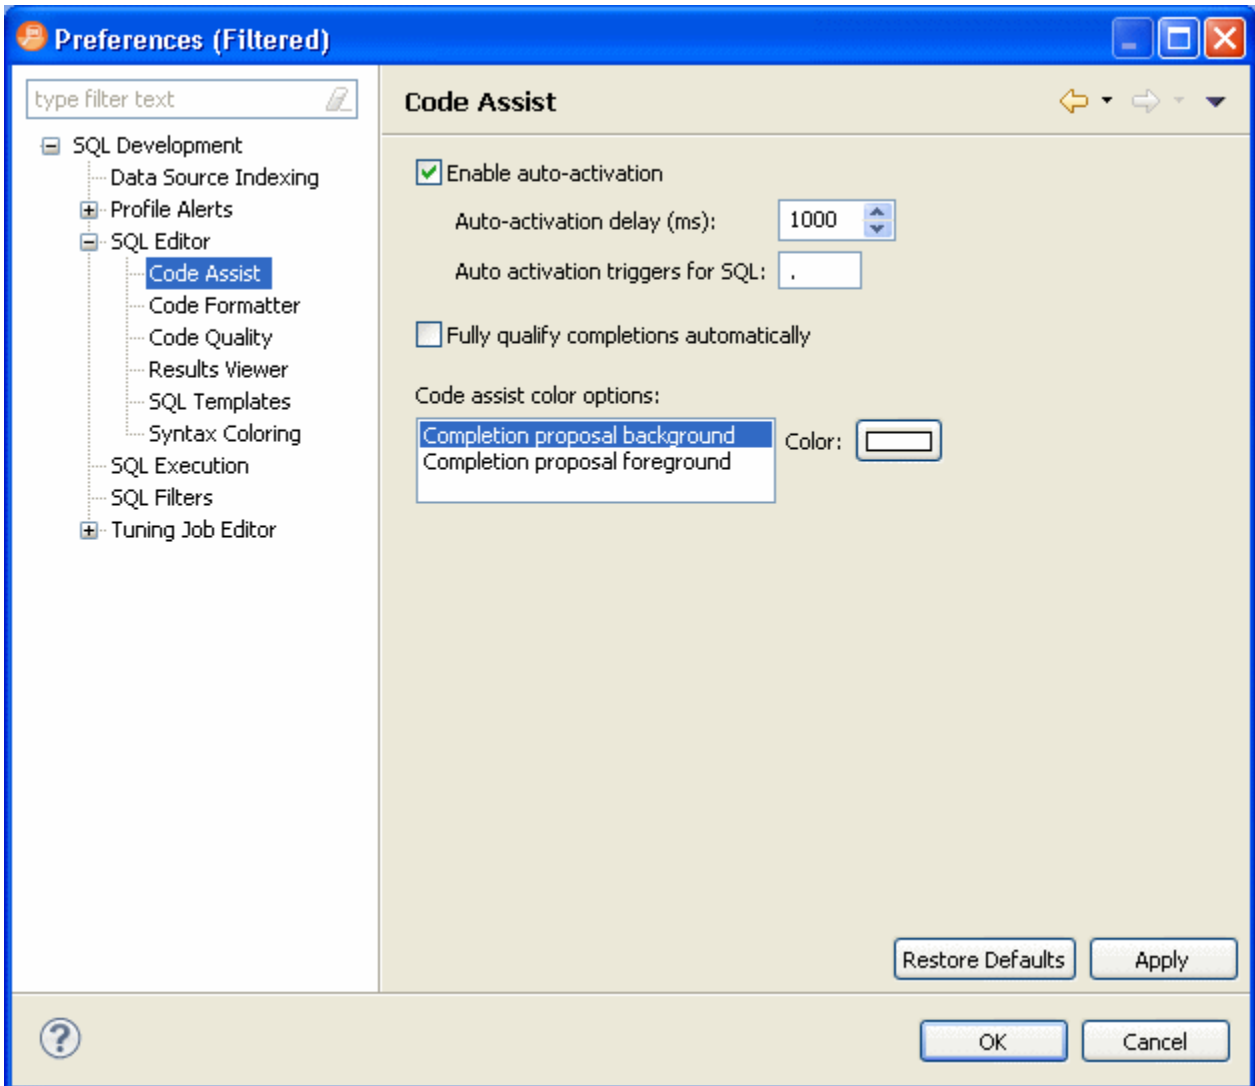 Preferences (Filtered)
type filter text
SQL Development
Data Source Indexing
Profile Alerts
SQL Editor
Code Assist
Code Formatter
Code Quality
Results Viewer
SQL Templates
Syntax Coloring
SQL Execution
SQL Filters
Tuning Job Editor
Code Assist
Enable auto-activation
Auto-activation delay (ms): 1000
Auto activation triggers for SQL: .
Fully qualify completions automatically
Code assist color options:
Completion proposal background
Color:
Completion proposal foreground
Restore Defaults Apply
? OK Cancel